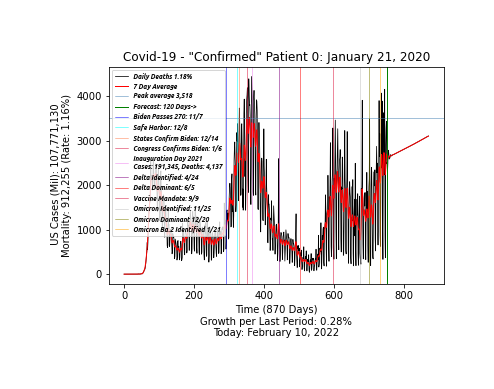 Covid-19 - "Confirmed" Patient 0: January 21, 2020
Daily Deaths 1.18%
7 Day Average
Peak average 3,518
Forecast: 120 Days->
Biden Passes 270: 11/7
Safe Harbor: 12/8
States Confirm Biden: 12/14
Congress Confirms Biden: 1/6
Inauguration Day 2021
Cases:191,345, Deaths: 4,137
Delta Identified: 4/24
Delta Dominant: 6/5
Vaccine Mandate: 9/9
Omicron Identified: 11/25
Omicron Dominant 12/20
Omicron Ba.2 Identified 1/21
US Cases (Mil): 107,771,130
Mortality: 912,255 (Rate: 1.16%)
4000
3000
2000
1000
0
0
200
400
600
800
Time (870 Days)
Growth per Last Period: 0.28%
Today: February 10, 2022